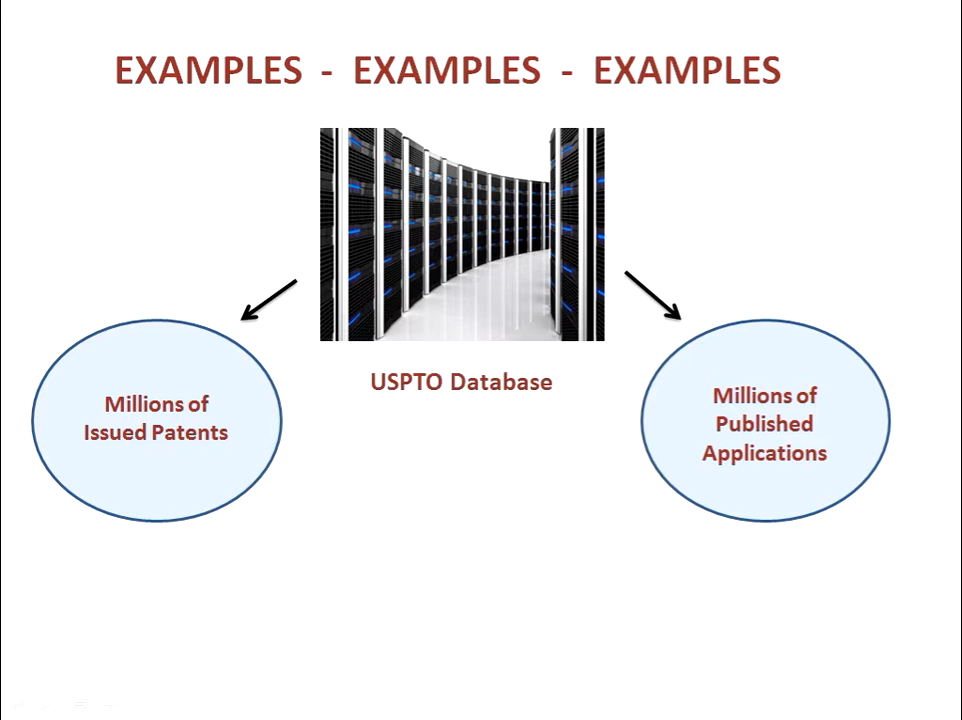 EXAMPLES - EXAMPLES - EXAMPLES
USPTO Database
Millions of
Issued Patents
Millions of
Published
Applications